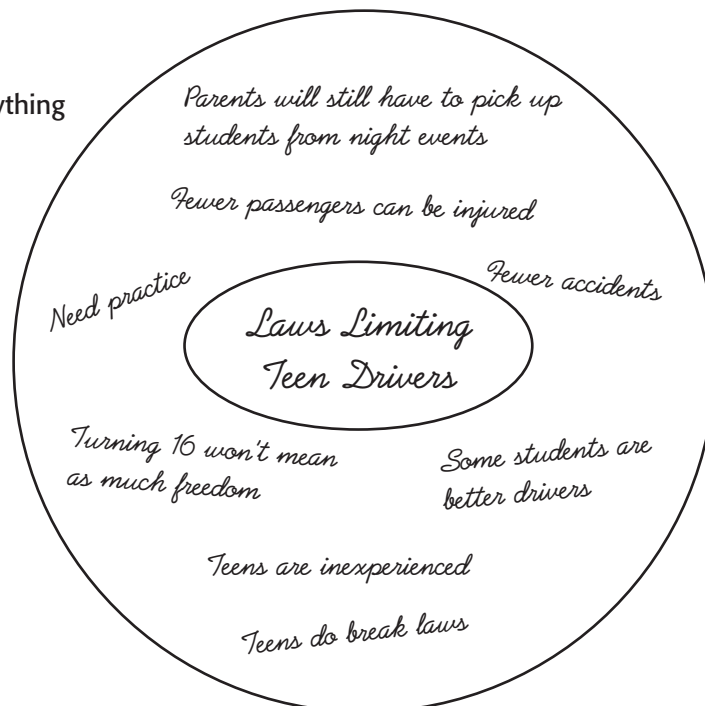 Parents will still have to pick up
students from night events
Fewer passengers can be injured
Need practice
Fewer accidents
Laws Limiting
Teen Drivers
Turning 16 won't mean
as much freedom
Some students are
better drivers
Teens are inexperienced
Teens do break laws